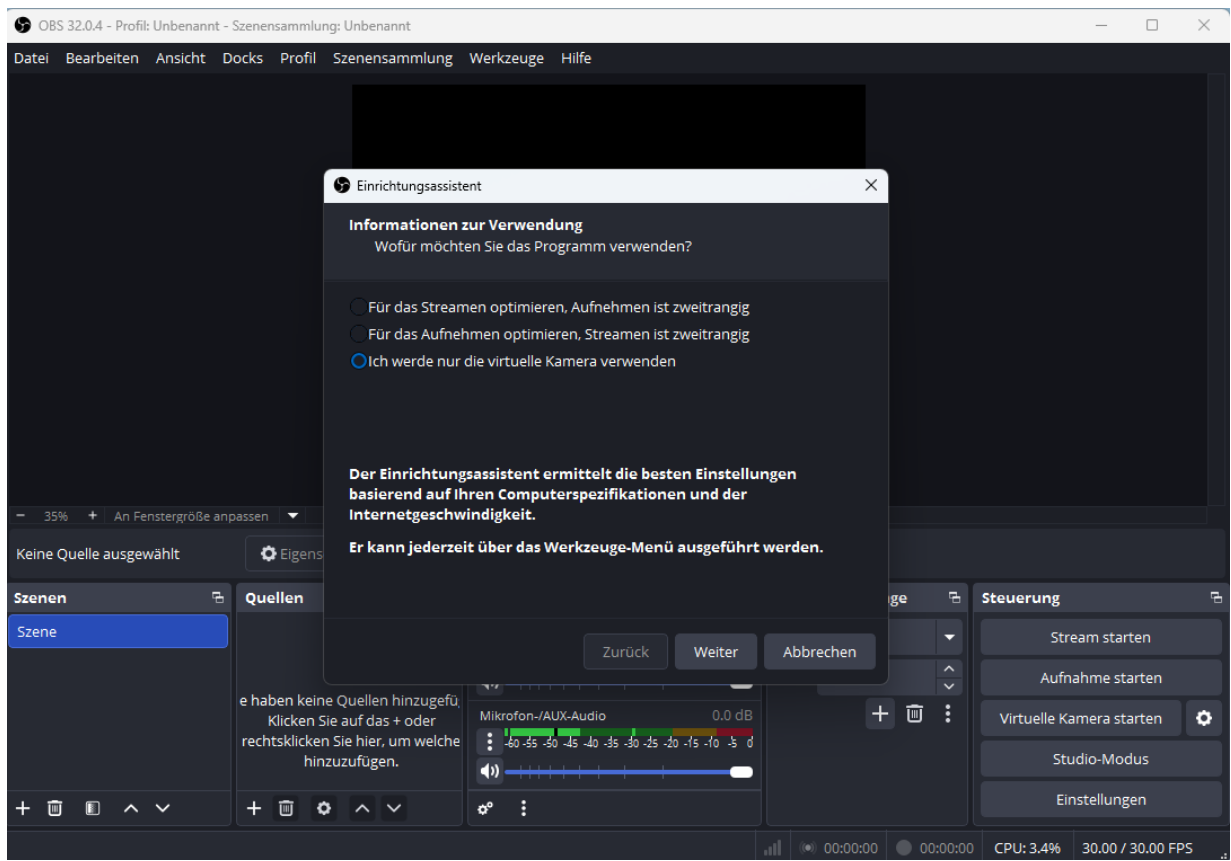 OBS 32.0.4 - Profil: Unbenannt - Szenensammlung: Unbenannt
Datei Bearbeiten Ansicht Docks Profil Szenensammlung Werkzeuge Hilfe
Einrichtungsassistent
Informationen zur Verwendung
Wofür möchten Sie das Programm verwenden?
Für das Streamen optimieren, Aufnehmen ist zweitrangig
Für das Aufnehmen optimieren, Streamen ist zweitrangig
Ich werde nur die virtuelle Kamera verwenden
Der Einrichtungsassistent ermittelt die besten Einstellungen
basierend auf Ihren Computerspezifikationen und der
Internetgeschwindigkeit.
Er kann jederzeit über das Werkzeuge-Menü ausgeführt werden.
Zurück Weiter Abbrechen
- 35% + An Fenstergröße anpassen
Keine Quelle ausgewählt Eigens
Szenen Quellen ge Steuerung
Szene
e haben keine Quellen hinzugefü
Klicken Sie auf das + oder
rechtsklicken Sie hier, um welche
hinzuzufügen.
Mikrofon-/AUX-Audio 0.0 dB
-60 -55 -50 -45 -40 -35 -30 -25 -20 -15 -10 -5 0
Stream starten
Aufnahme starten
Virtuelle Kamera starten
Studio-Modus
Einstellungen
00:00:00 00:00:00 CPU: 3.4% 30.00 / 30.00 FPS